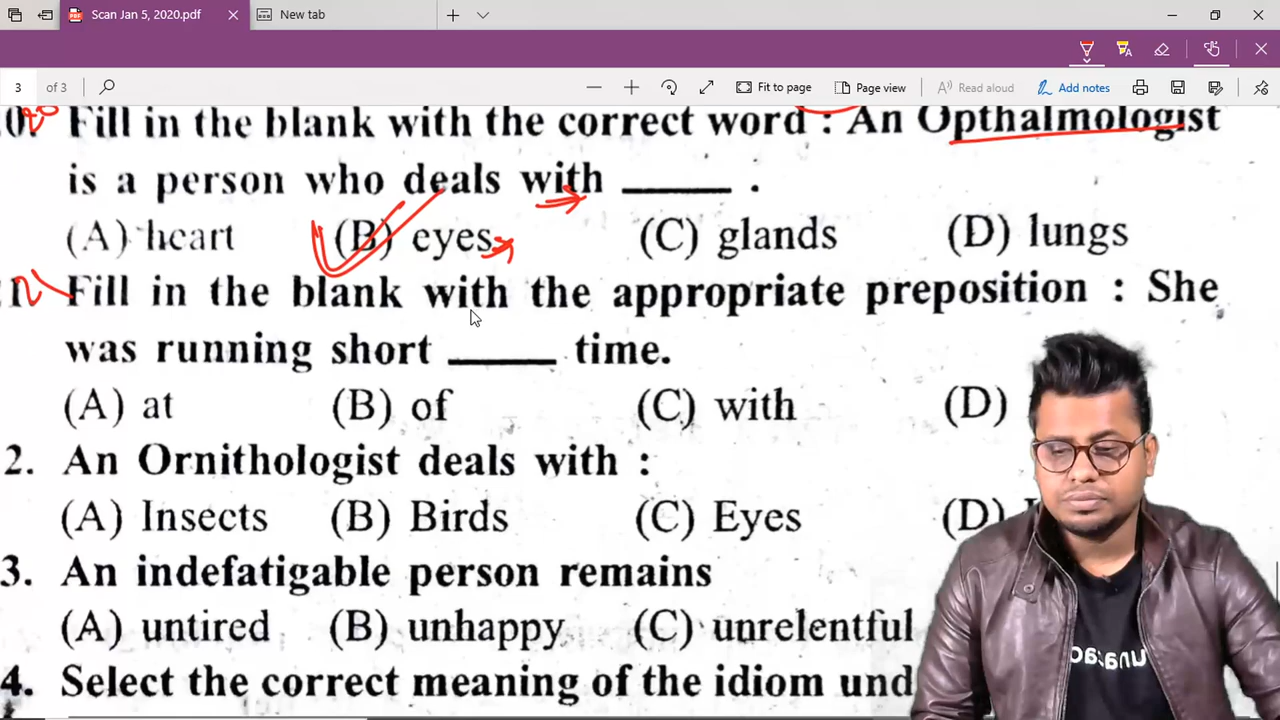 Scan Jan 5, 2020.pdf
New tab
3 of 3
Fit to page
Page view
Read aloud
Add notes
0. Fill in the blank with the correct word : An Opthalmologist
is a person who deals with ______ .
(A) heart (B) eyes (C) glands (D) lungs
Fill in the blank with the appropriate preposition : She
was running short ______ time.
(A) at (B) of (C) with (D)
2. An Ornithologist deals with :
(A) Insects (B) Birds (C) Eyes (D)
3. An indefatigable person remains
(A) untired (B) unhappy (C) unrelentful
4. Select the correct meaning of the idiom und